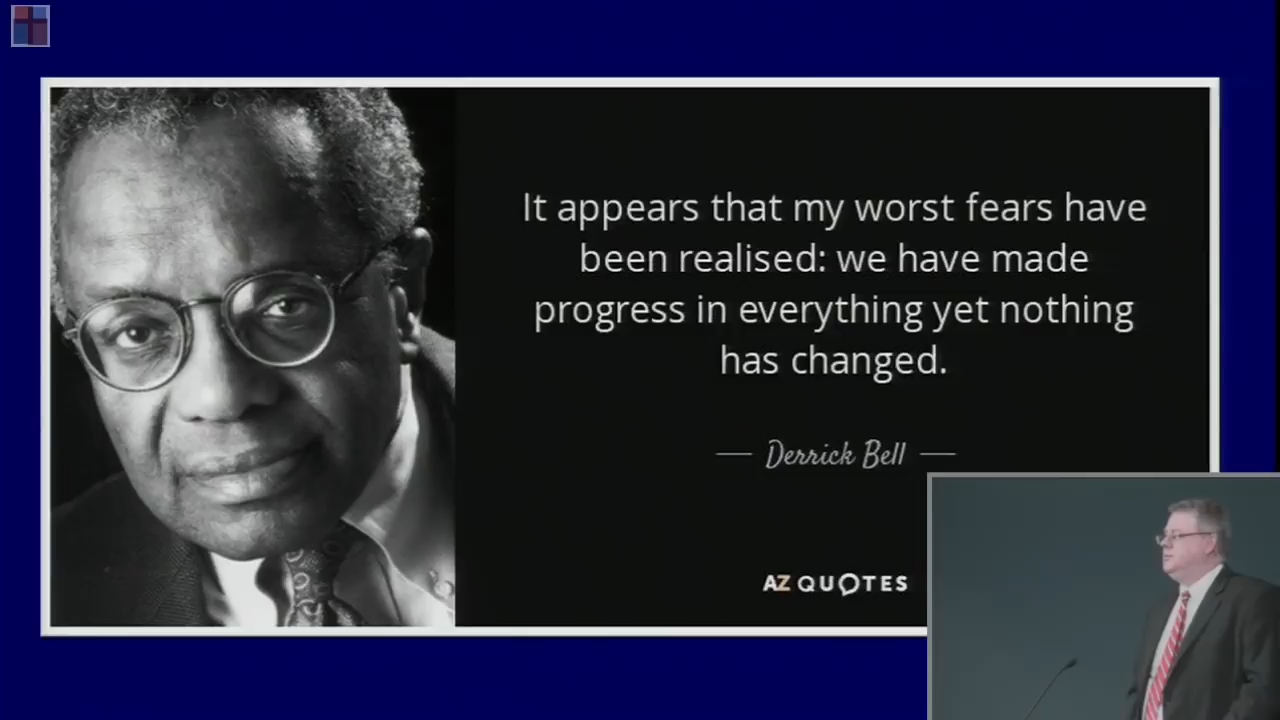 It appears that my worst fears have
been realised: we have made
progress in everything yet nothing
has changed.
Derrick Bell
AZ QUOTES